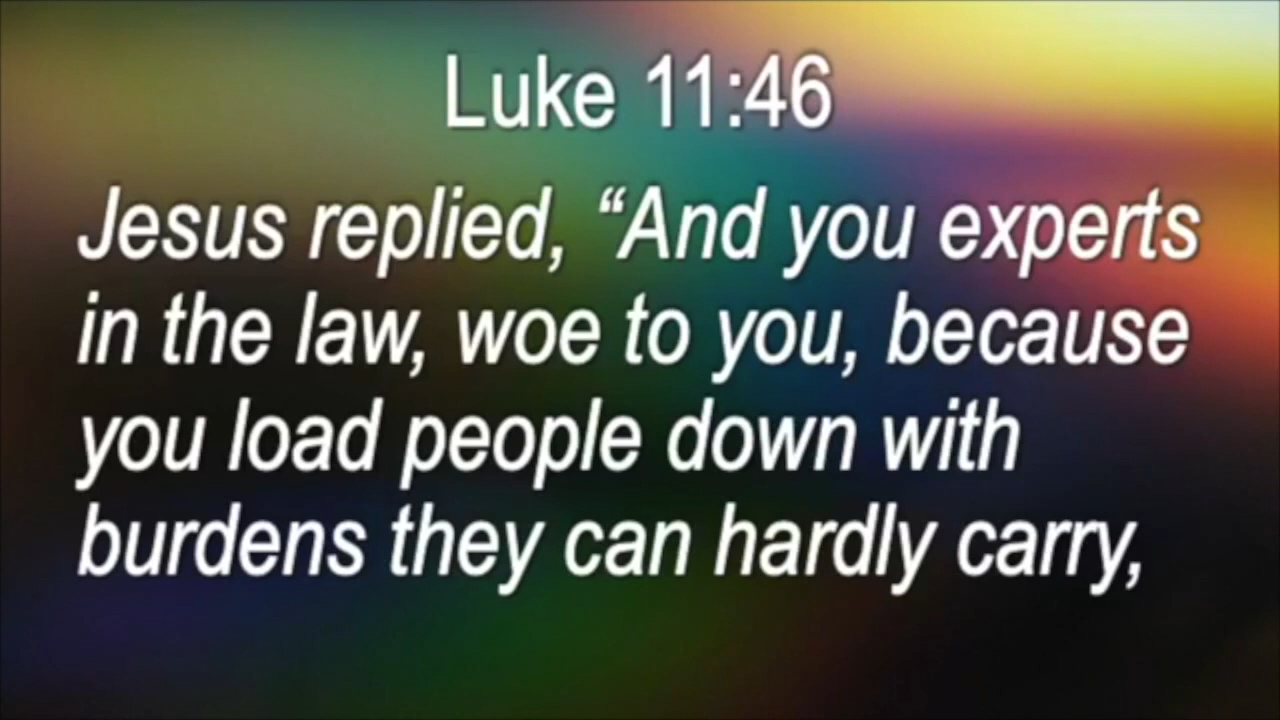 Luke 11:46
Jesus replied, “And you experts
in the law, woe to you, because
you load people down with
burdens they can hardly carry,